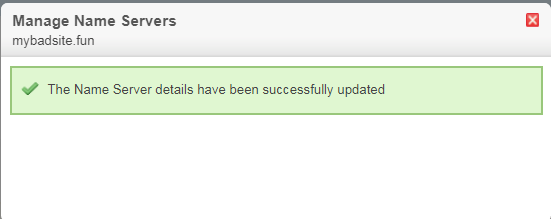 Manage Name Servers
mybadsite.fun
The Name Server details have been successfully updated